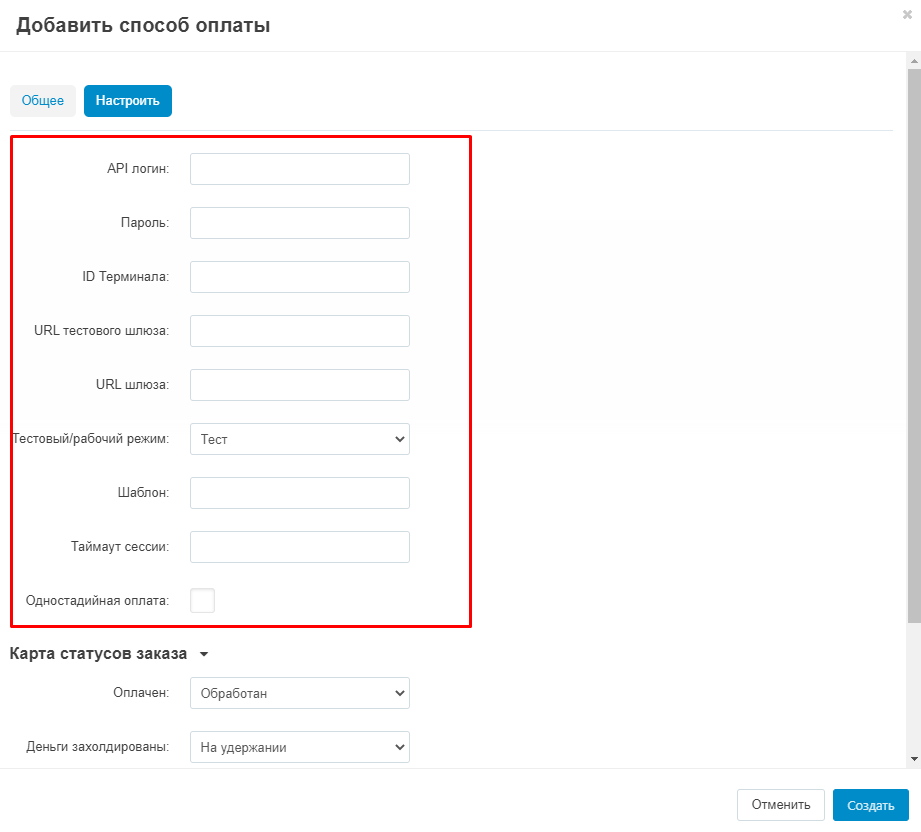 Добавить способ оплаты
Общее
Настроить
API логин:
Пароль:
ID Терминала:
URL тестового шлюза:
URL шлюза:
Тестовый/рабочий режим:
Тест
Шаблон:
Таймаут сессии:
Одностадийная оплата:
Карта статусов заказа
Оплачен:
Обработан
Деньги захолдированы:
На удержании
Отменить
Создать